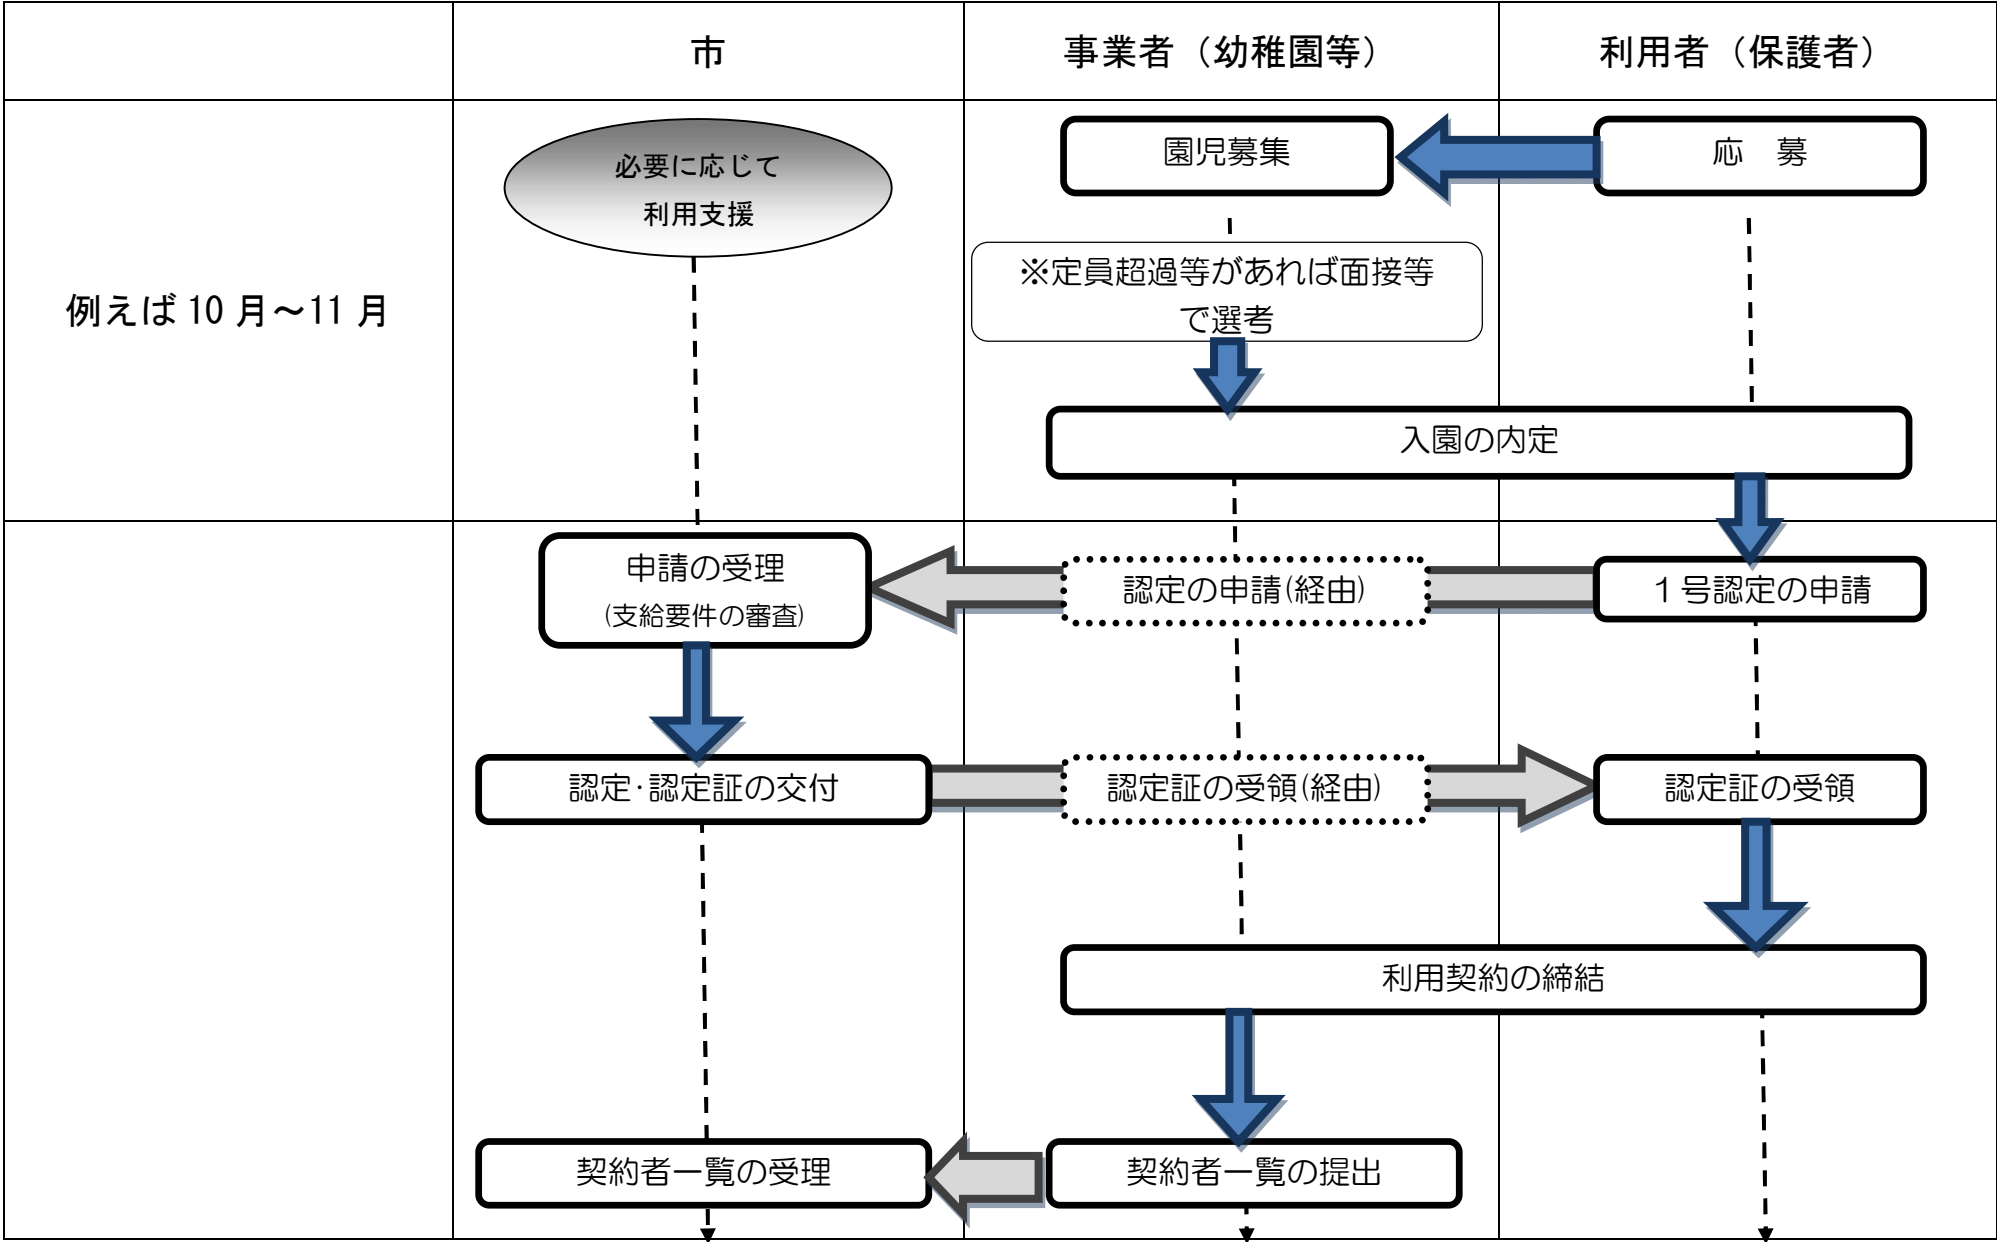 市
事業者（幼稚園等）
利用者（保護者）
例えば 10 月～11 月
必要に応じて
利用支援
園児募集
応　募
※定員超過等があれば面接等
で選考
入園の内定
申請の受理
(支給要件の審査)
認定の申請(経由)
１号認定の申請
認定･認定証の交付
認定証の受領(経由)
認定証の受領
利用契約の締結
契約者一覧の受理
契約者一覧の提出